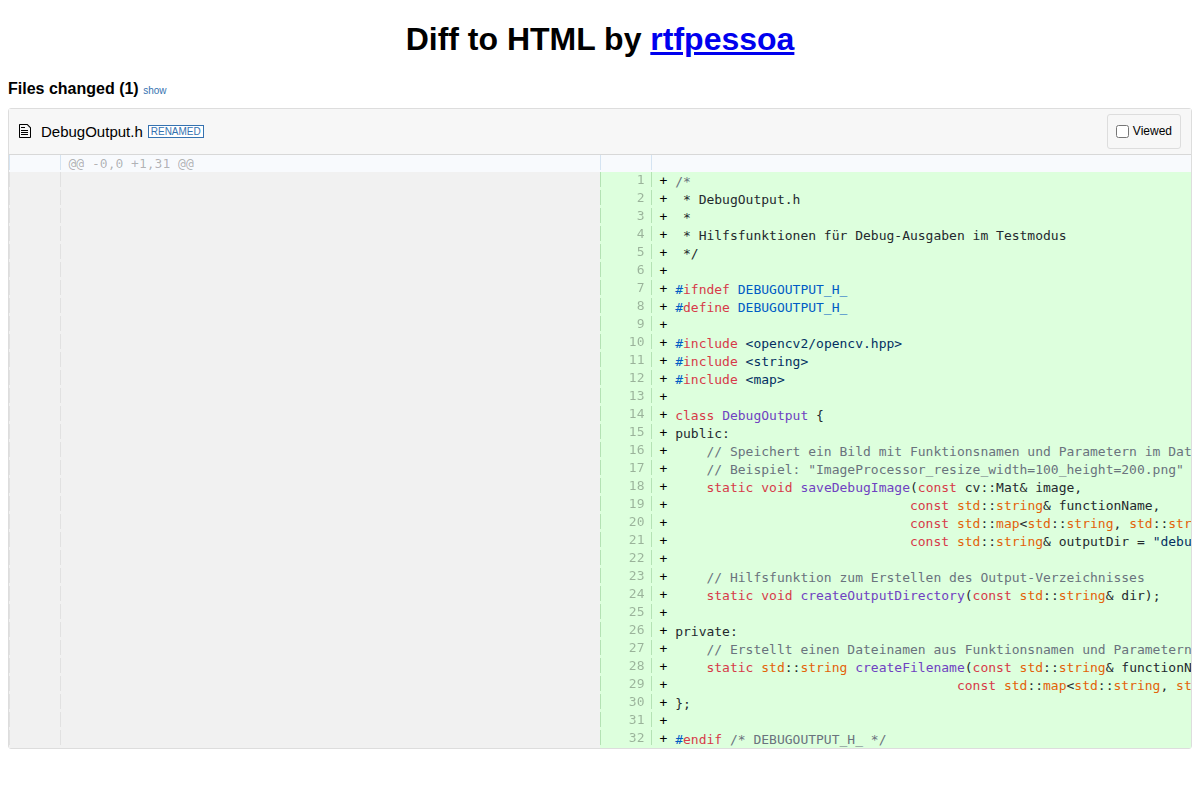 Diff to HTML by rtfpessoa
Files changed (1) show
DebugOutput.h RENAMED Viewed
@@ -0,0 +1,31 @@
1 + /*
2 +  * DebugOutput.h
3 +  *
4 +  * Hilfsfunktionen für Debug-Ausgaben im Testmodus
5 +  */
6 +
7 + #ifndef DEBUGOUTPUT_H_
8 + #define DEBUGOUTPUT_H_
9 +
10 + #include <opencv2/opencv.hpp>
11 + #include <string>
12 + #include <map>
13 +
14 + class DebugOutput {
15 + public:
16 +     // Speichert ein Bild mit Funktionsnamen und Parametern im Dat
17 +     // Beispiel: "ImageProcessor_resize_width=100_height=200.png"
18 +     static void saveDebugImage(const cv::Mat& image,
19 +                               const std::string& functionName,
20 +                               const std::map<std::string, std::str
21 +                               const std::string& outputDir = "debu
22 +
23 +     // Hilfsfunktion zum Erstellen des Output-Verzeichnisses
24 +     static void createOutputDirectory(const std::string& dir);
25 +
26 + private:
27 +     // Erstellt einen Dateinamen aus Funktionsnamen und Parametern
28 +     static std::string createFilename(const std::string& functionN
29 +                                     const std::map<std::string, st
30 + };
31 +
32 + #endif /* DEBUGOUTPUT_H_ */